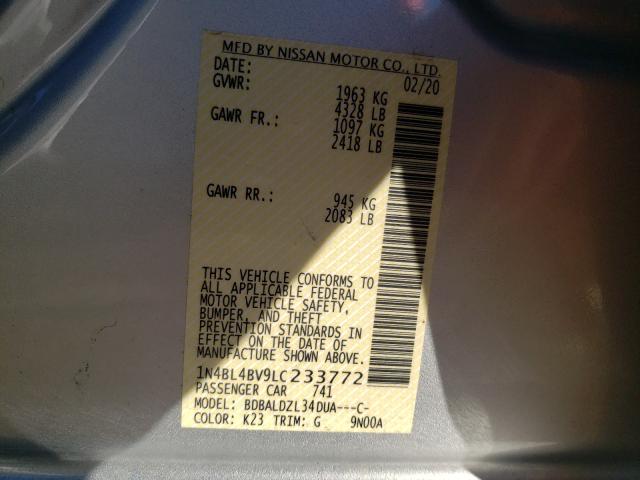 MFD BY NISSAN MOTOR CO., LTD.
DATE: 02/20
GVWR: 1963 KG
4328 LB
GAWR FR.: 1097 KG
2418 LB
GAWR RR.: 945 KG
2083 LB
THIS VEHICLE CONFORMS TO
ALL APPLICABLE FEDERAL
MOTOR VEHICLE SAFETY,
BUMPER, AND THEFT
PREVENTION STANDARDS IN
EFFECT ON THE DATE OF
MANUFACTURE SHOWN ABOVE.
1N4BL4BV9LC233772
PASSENGER CAR 741
MODEL: BDBALDZL34DUA---C-
COLOR: K23 TRIM: G 9N00A